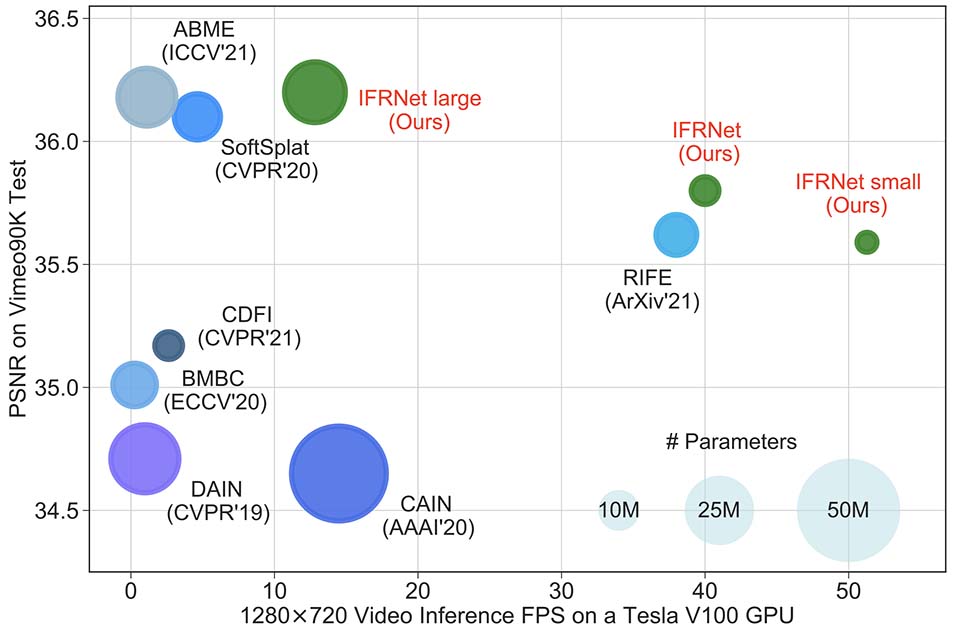 36.5
36.0
35.5
35.0
34.5
PSNR on Vimeo90K Test
ABME
(ICCV'21)
SoftSplat
(CVPR'20)
IFRNet large
(Ours)
IFRNet
(Ours)
IFRNet small
(Ours)
RIFE
(ArXiv'21)
CDFI
(CVPR'21)
BMBC
(ECCV'20)
DAIN
(CVPR'19)
CAIN
(AAAI'20)
# Parameters
10M 25M 50M
0 10 20 30 40 50
1280×720 Video Inference FPS on a Tesla V100 GPU